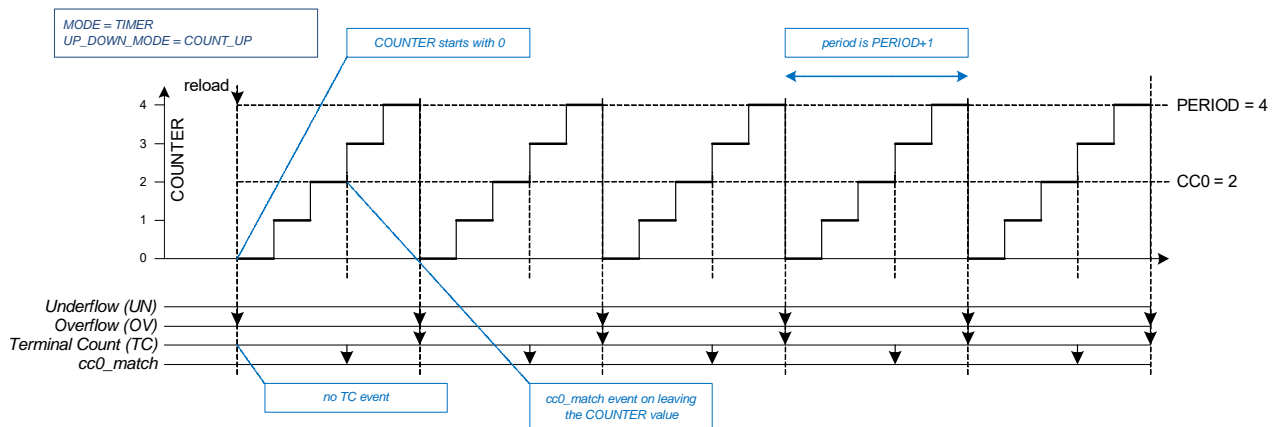 MODE = TIMER
UP_DOWN_MODE = COUNT_UP
COUNTER starts with 0
period is PERIOD+1
reload
4
3
2
1
0
COUNTER
PERIOD = 4
CC0 = 2
Underflow (UN)
Overflow (OV)
Terminal Count (TC)
cc0_match
no TC event
cc0_match event on leaving
the COUNTER value